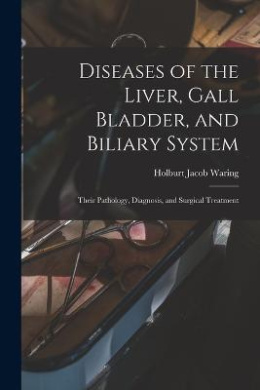 Diseases of the
Liver, Gall
Bladder, and
Biliary System
Their Pathology, Diagnosis, and Surgical Treatment
Holburt Jacob Waring